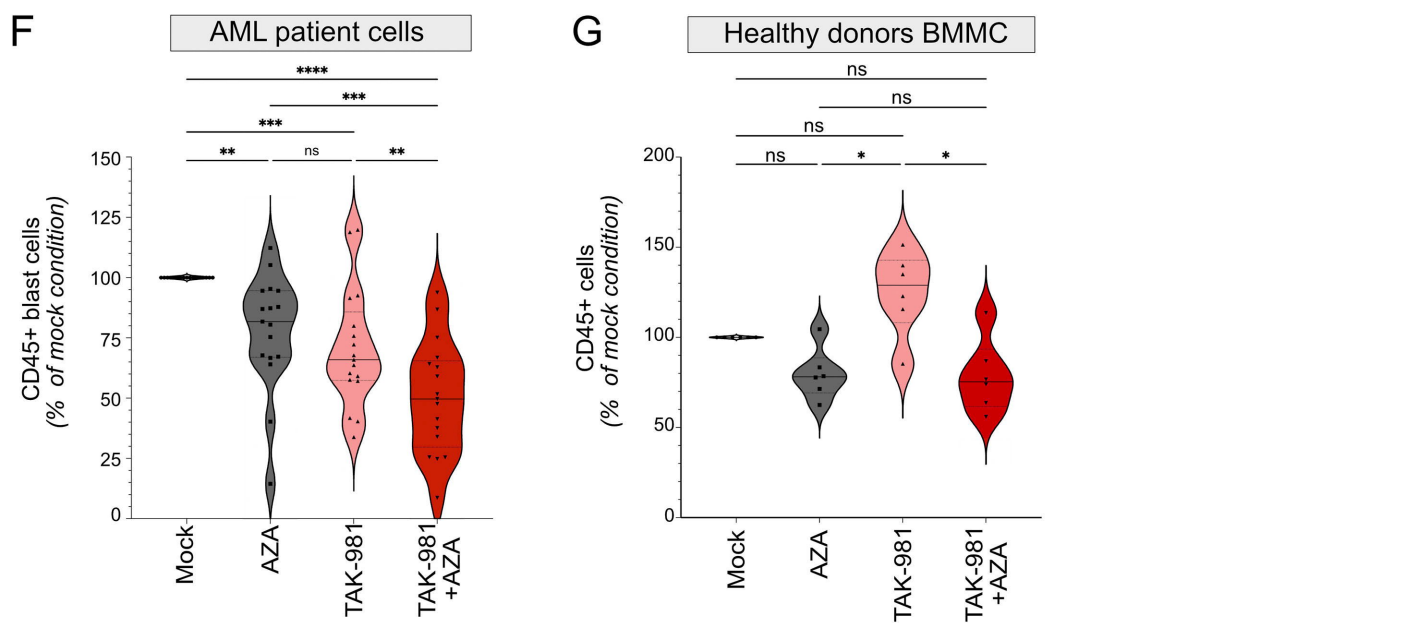 F
AML patient cells
****
***
***
**
ns
**
CD45+ blast cells
(% of mock condition)
150
125
100
75
50
25
0
Mock
AZA
TAK-981
TAK-981
+AZA
G
Healthy donors BMMC
ns
ns
ns
ns
*
*
CD45+ cells
(% of mock condition)
200
150
100
50
0
Mock
AZA
TAK-981
TAK-981
+AZA